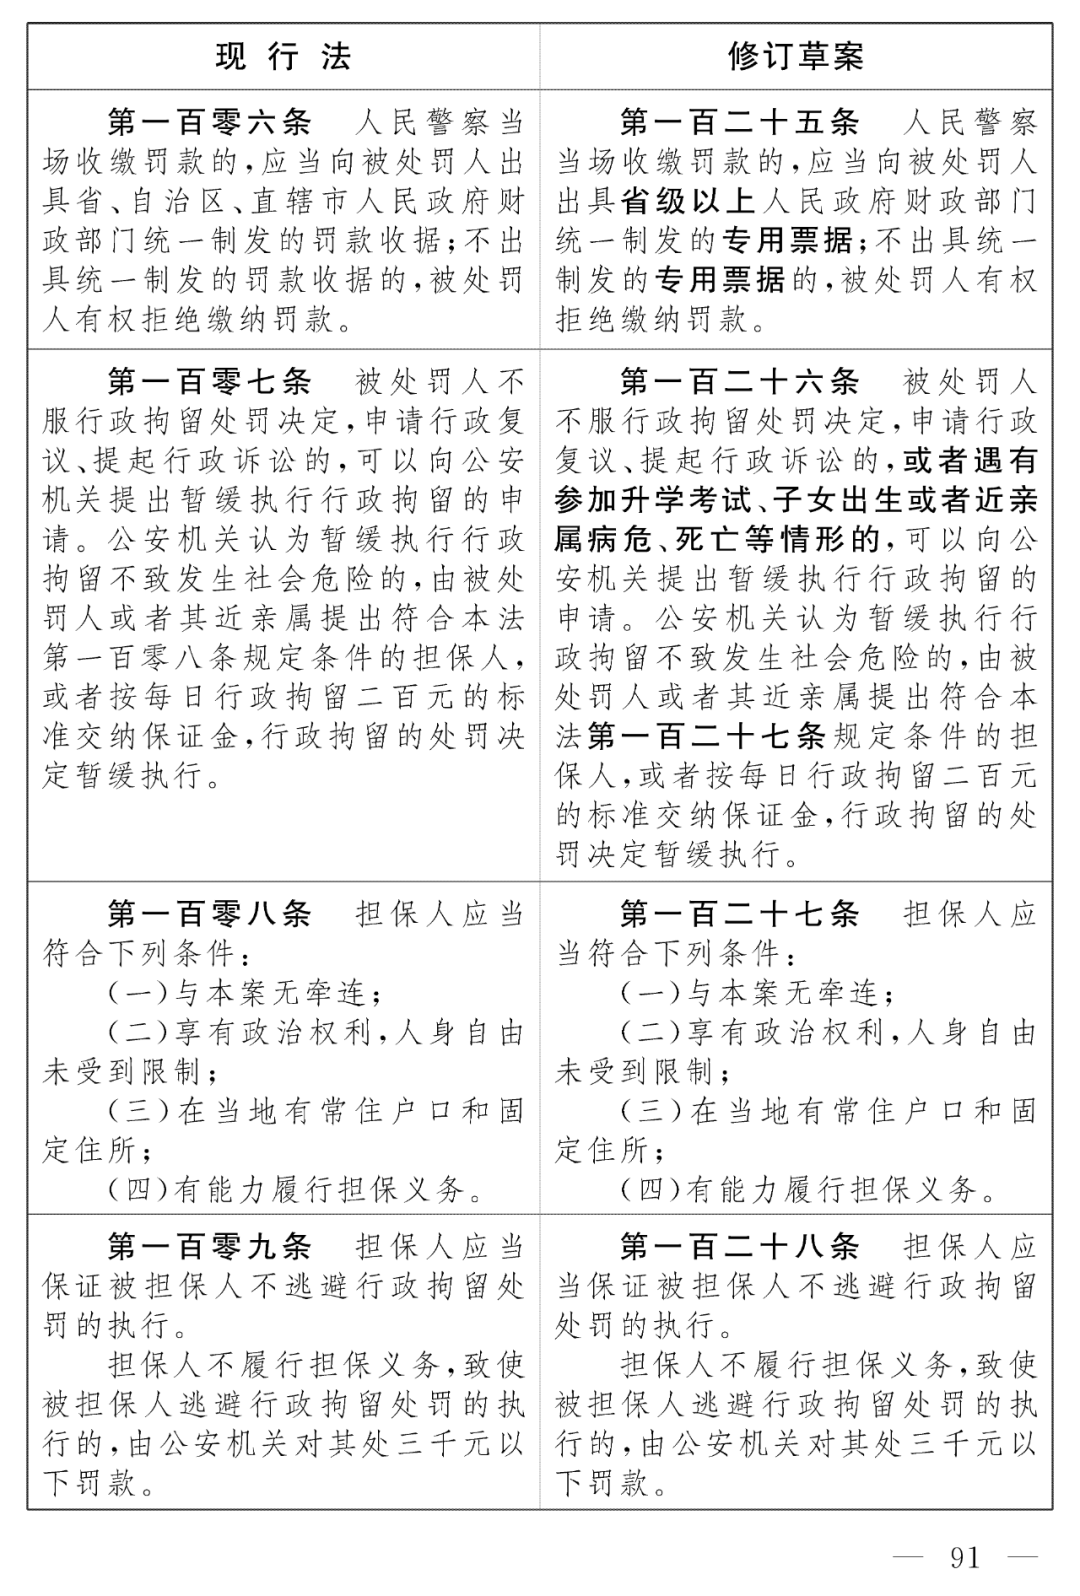 现行法
修订草案
第一百零六条 人民警察当
场收缴罚款的,应当向被处罚人出
具省、自治区、直辖市人民政府财
政部门统一制发的罚款收据;不出
具统一制发的罚款收据的,被处罚
人有权拒绝缴纳罚款。
第一百二十五条 人民警察
当场收缴罚款的,应当向被处罚人
出具省级以上人民政府财政部门
统一制发的专用票据;不出具统一
制发的专用票据的,被处罚人有权
拒绝缴纳罚款。
第一百零七条 被处罚人不
服行政拘留处罚决定,申请行政复
议、提起行政诉讼的,可以向公安
机关提出暂缓执行行政拘留的申
请。公安机关认为暂缓执行行政
拘留不致发生社会危险的,由被处
罚人或者其近亲属提出符合本法
第一百零八条规定条件的担保人,
或者按每日行政拘留二百元的标
准交纳保证金,行政拘留的处罚决
定暂缓执行。
第一百二十六条 被处罚人
不服行政拘留处罚决定,申请行政
复议、提起行政诉讼的,或者遇有
参加升学考试、子女出生或者近亲
属病危、死亡等情形的,可以向公
安机关提出暂缓执行行政拘留的
申请。公安机关认为暂缓执行行
政拘留不致发生社会危险的,由被
处罚人或者其近亲属提出符合本
法第一百二十七条规定条件的担
保人,或者按每日行政拘留二百元
的标准交纳保证金,行政拘留的处
罚决定暂缓执行。
第一百零八条 担保人应当
符合下列条件:
(一)与本案无牵连;
(二)享有政治权利,人身自由
未受到限制;
(三)在当地有常住户口和固
定住所;
(四)有能力履行担保义务。
第一百二十七条 担保人应
当符合下列条件:
(一)与本案无牵连;
(二)享有政治权利,人身自由
未受到限制;
(三)在当地有常住户口和固
定住所;
(四)有能力履行担保义务。
第一百零九条 担保人应当
保证被担保人不逃避行政拘留处
罚的执行。
担保人不履行担保义务,致使
被担保人逃避行政拘留处罚的执
行的,由公安机关对其处三千元以
下罚款。
第一百二十八条 担保人应
当保证被担保人不逃避行政拘留
处罚的执行。
担保人不履行担保义务,致使
被担保人逃避行政拘留处罚的执
行的,由公安机关对其处三千元以
下罚款。
— 91 —